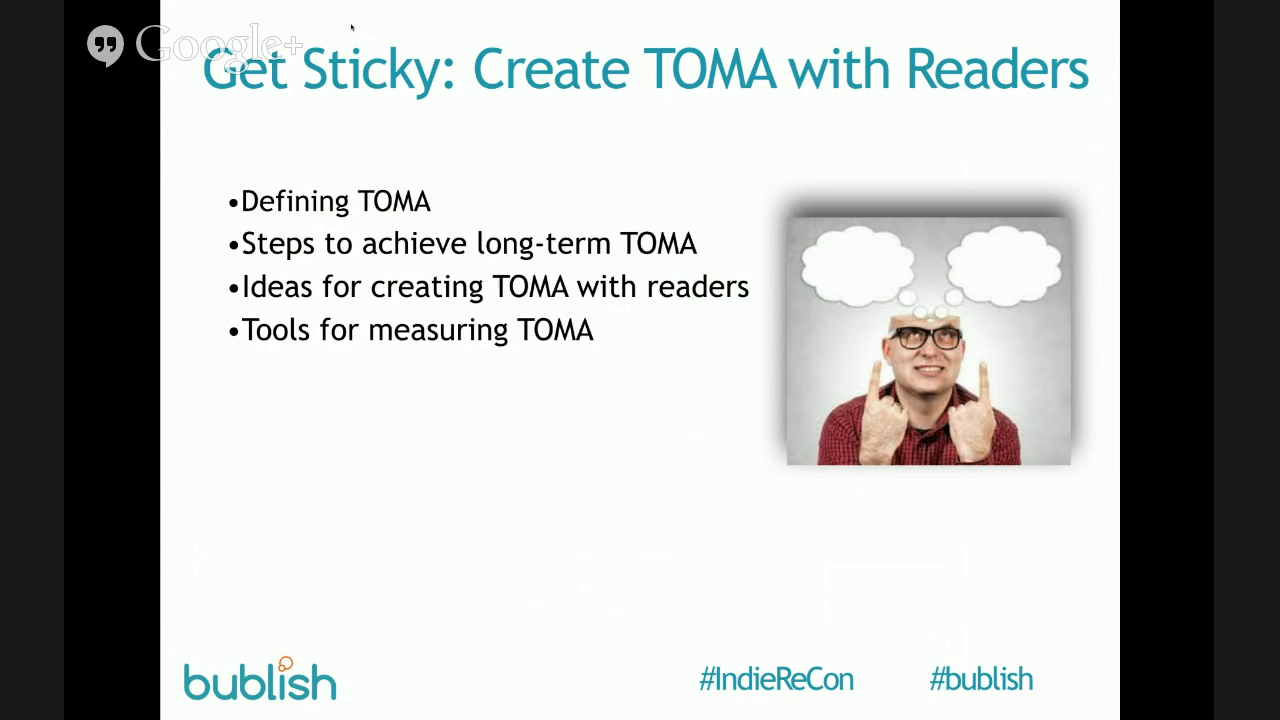 Google+
Get Sticky: Create TOMA with Readers
•Defining TOMA
•Steps to achieve long-term TOMA
•Ideas for creating TOMA with readers
•Tools for measuring TOMA
bublish
#IndieReCon #bublish